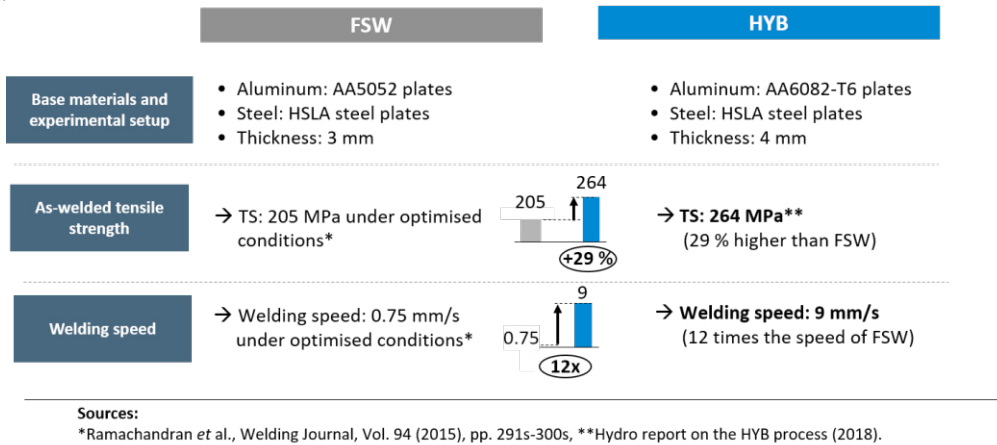 FSW
HYB
Base materials and
experimental setup
• Aluminum: AA5052 plates
• Steel: HSLA steel plates
• Thickness: 3 mm
• Aluminum: AA6082-T6 plates
• Steel: HSLA steel plates
• Thickness: 4 mm
As-welded tensile
strength
→ TS: 205 MPa under optimised
conditions*
205
264
+29 %
→ TS: 264 MPa**
(29 % higher than FSW)
Welding speed
→ Welding speed: 0.75 mm/s
under optimised conditions*
0.75
9
12x
→ Welding speed: 9 mm/s
(12 times the speed of FSW)
Sources:
*Ramachandran et al., Welding Journal, Vol. 94 (2015), pp. 291s-300s, **Hydro report on the HYB process (2018).